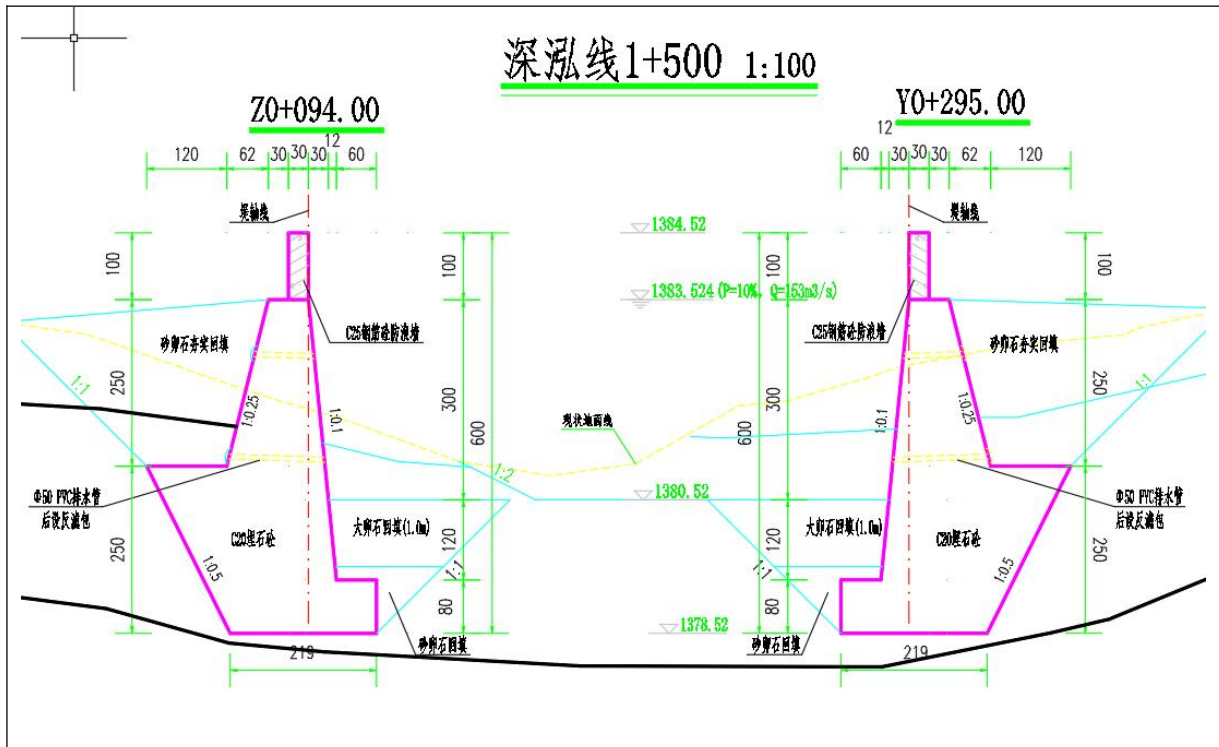 深泓线1+500 1:100
Z0+094.00
Y0+295.00
12
120 62 30 30 30 60
12
60 30 30 30 62 120
堤轴线
堤轴线
1384.52
100
100
100
100
1383.524(P=10%, Q=153m3/s)
C25钢筋砼防浪墙
C25钢筋砼防浪墙
砂卵石夯实回填
砂卵石夯实回填
1:1
1:1
250
1:0.25
1:0.1
300
600
现状地面线
600
300
1:0.1
1:0.25
250
1:2
Φ50 PVC排水管
后设反滤包
1380.52
Φ50 PVC排水管
后设反滤包
C20埋石砼
大卵石回填(1.0m)
大卵石回填(1.0m)
C20埋石砼
250
120
120
250
1:0.5
1:1
1:1
1:0.5
80
80
1378.52
砂卵石回填
砂卵石回填
219
219